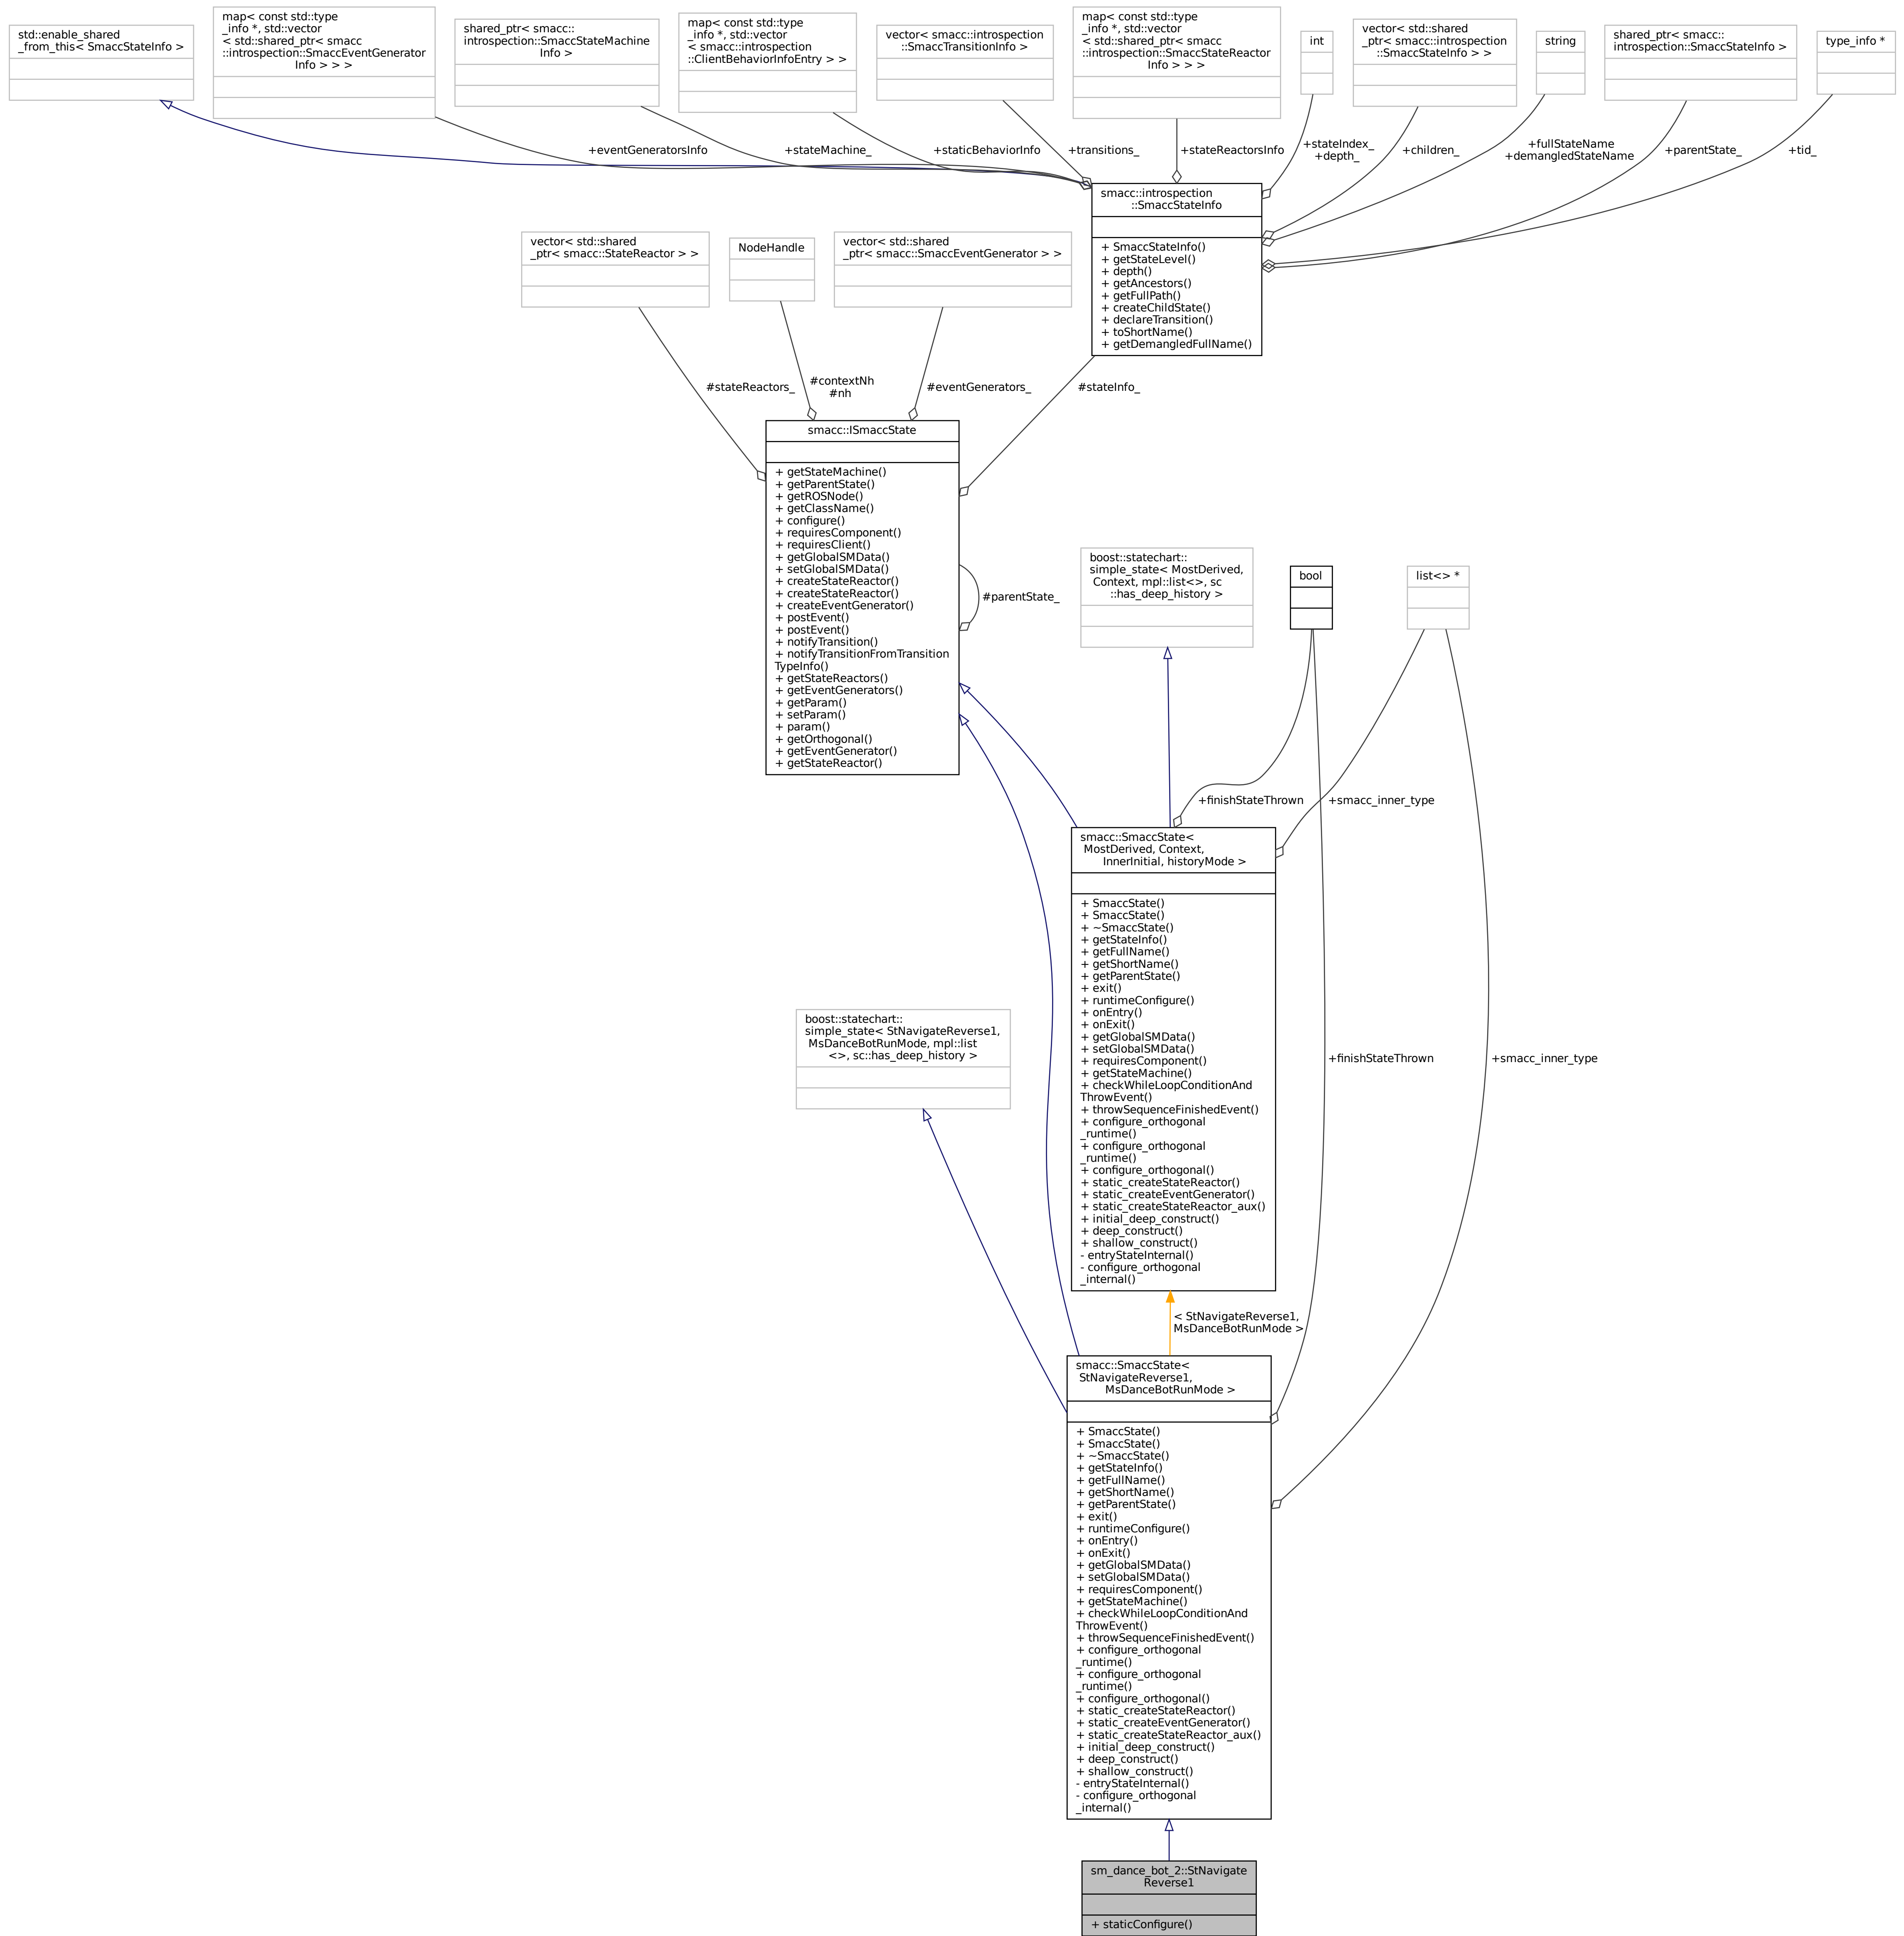 std::enable_shared
_from_this< SmaccStateInfo >
map< const std::type
_info *, std::vector
< std::shared_ptr< smacc
::introspection::SmaccEventGenerator
Info > > >
shared_ptr< smacc::
introspection::SmaccStateMachine
Info >
map< const std::type
_info *, std::vector
< smacc::introspection
::ClientBehaviorInfoEntry > >
vector< smacc::introspection
::SmaccTransitionInfo >
map< const std::type
_info *, std::vector
< std::shared_ptr< smacc
::introspection::SmaccStateReactor
Info > > >
int
vector< std::shared
_ptr< smacc::introspection
::SmaccStateInfo > >
string
shared_ptr< smacc::
introspection::SmaccStateInfo >
type_info *
+eventGeneratorsInfo
+stateMachine_
+staticBehaviorInfo
+transitions_
+stateReactorsInfo
+stateIndex_
+depth_
+children_
+fullStateName
+demangledStateName
+parentState_
+tid_
smacc::introspection
::SmaccStateInfo
+ SmaccStateInfo()
+ getStateLevel()
+ depth()
+ getAncestors()
+ getFullPath()
+ createChildState()
+ declareTransition()
+ toShortName()
+ getDemangledFullName()
vector< std::shared
_ptr< smacc::StateReactor > >
NodeHandle
vector< std::shared
_ptr< smacc::SmaccEventGenerator > >
#stateReactors_
#contextNh
#nh
#eventGenerators_
#stateInfo_
smacc::ISmaccState
+ getStateMachine()
+ getParentState()
+ getROSNode()
+ getClassName()
+ configure()
+ requiresComponent()
+ requiresClient()
+ getGlobalSMData()
+ setGlobalSMData()
+ createStateReactor()
+ createStateReactor()
+ createEventGenerator()
+ postEvent()
+ postEvent()
+ notifyTransition()
+ notifyTransitionFromTransition
TypeInfo()
+ getStateReactors()
+ getEventGenerators()
+ getParam()
+ setParam()
+ param()
+ getOrthogonal()
+ getEventGenerator()
+ getStateReactor()
#parentState_
boost::statechart::
simple_state< MostDerived,
Context, mpl::list<>, sc
::has_deep_history >
bool
list<> *
+finishStateThrown
+smacc_inner_type
smacc::SmaccState<
MostDerived, Context,
InnerInitial, historyMode >
+ SmaccState()
+ SmaccState()
+ ~SmaccState()
+ getStateInfo()
+ getFullName()
+ getShortName()
+ getParentState()
+ exit()
+ runtimeConfigure()
+ onEntry()
+ onExit()
+ getGlobalSMData()
+ setGlobalSMData()
+ requiresComponent()
+ getStateMachine()
+ checkWhileLoopConditionAnd
ThrowEvent()
+ throwSequenceFinishedEvent()
+ configure_orthogonal
_runtime()
+ configure_orthogonal
_runtime()
+ configure_orthogonal()
+ static_createStateReactor()
+ static_createEventGenerator()
+ static_createStateReactor_aux()
+ initial_deep_construct()
+ deep_construct()
+ shallow_construct()
- entryStateInternal()
- configure_orthogonal
_internal()
boost::statechart::
simple_state< StNavigateReverse1,
MsDanceBotRunMode, mpl::list
<>, sc::has_deep_history >
+finishStateThrown
+smacc_inner_type
< StNavigateReverse1,
MsDanceBotRunMode >
smacc::SmaccState<
StNavigateReverse1,
MsDanceBotRunMode >
+ SmaccState()
+ SmaccState()
+ ~SmaccState()
+ getStateInfo()
+ getFullName()
+ getShortName()
+ getParentState()
+ exit()
+ runtimeConfigure()
+ onEntry()
+ onExit()
+ getGlobalSMData()
+ setGlobalSMData()
+ requiresComponent()
+ getStateMachine()
+ checkWhileLoopConditionAnd
ThrowEvent()
+ throwSequenceFinishedEvent()
+ configure_orthogonal
_runtime()
+ configure_orthogonal
_runtime()
+ configure_orthogonal()
+ static_createStateReactor()
+ static_createEventGenerator()
+ static_createStateReactor_aux()
+ initial_deep_construct()
+ deep_construct()
+ shallow_construct()
- entryStateInternal()
- configure_orthogonal
_internal()
sm_dance_bot_2::StNavigate
Reverse1
+ staticConfigure()